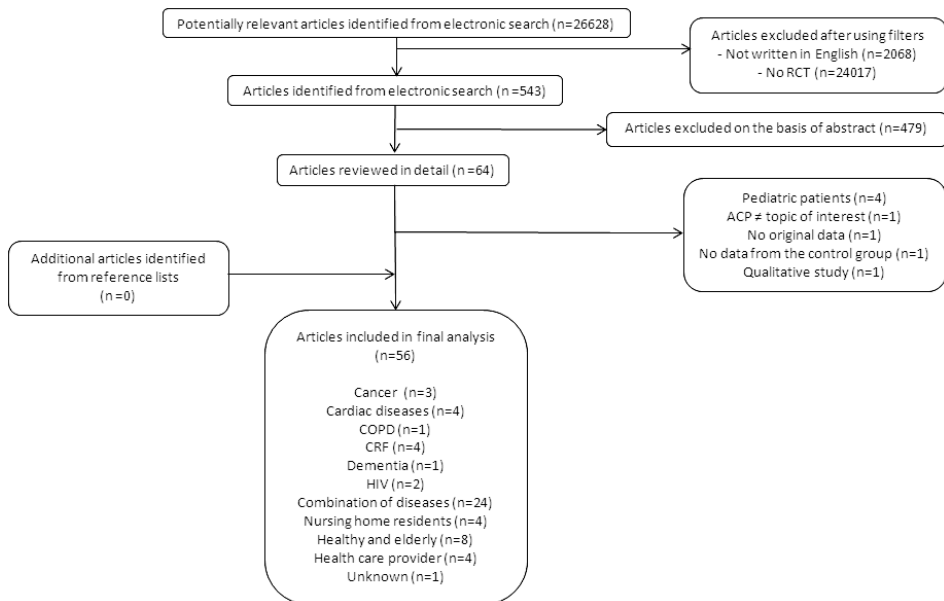 Potentially relevant articles identified from electronic search (n=26628)
Articles excluded after using filters
- Not written in English (n=2068)
- No RCT (n=24017)
Articles identified from electronic search (n =543)
Articles excluded on the basis of abstract (n=479)
Articles reviewed in detail (n =64)
Pediatric patients (n=4)
ACP ≠ topic of interest (n=1)
No original data (n=1)
No data from the control group (n=1)
Qualitative study (n=1)
Additional articles identified
from reference lists
(n =0)
Articles included in final analysis
(n=56)
Cancer (n=3)
Cardiac diseases (n=4)
COPD (n=1)
CRF (n=4)
Dementia (n=1)
HIV (n=2)
Combination of diseases (n=24)
Nursing home residents (n=4)
Healthy and elderly (n=8)
Health care provider (n=4)
Unknown (n=1)